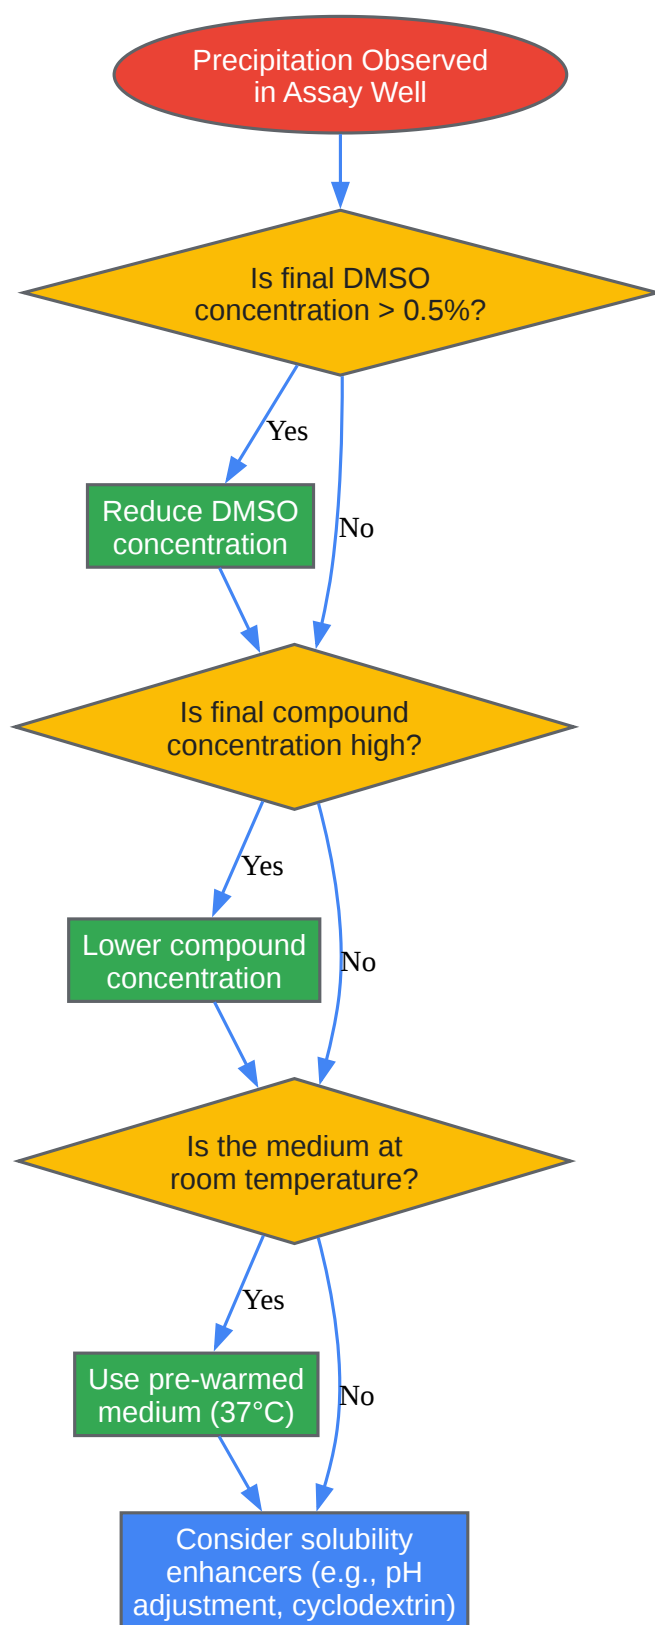 Precipitation Observed
in Assay Well
Is final DMSO
concentration > 0.5%?
Yes
Reduce DMSO
concentration
No
Is final compound
concentration high?
Yes
Lower compound
concentration
No
Is the medium at
room temperature?
Yes
Use pre-warmed
medium (37°C)
No
Consider solubility
enhancers (e.g., pH
adjustment, cyclodextrin)